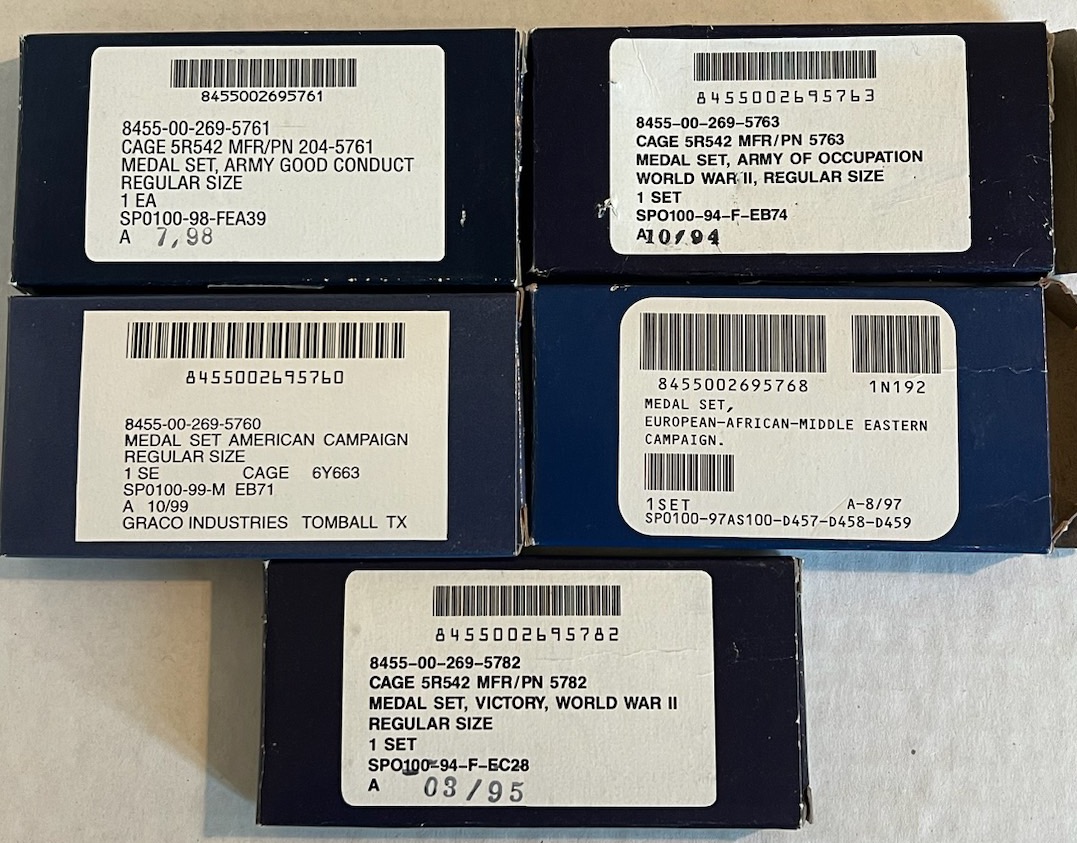 8455002695761
8455-00-269-5761
CAGE 5R542 MFR/PN 204-5761
MEDAL SET, ARMY GOOD CONDUCT
REGULAR SIZE
1 EA
SP0100-98-FEA39
A 7,98
8455002695763
8455-00-269-5763
CAGE 5R542 MFR/PN 5763
MEDAL SET, ARMY OF OCCUPATION
WORLD WAR II, REGULAR SIZE
1 SET
SPO100-94-F-EB74
A10/94
8455002695760
8455-00-269-5760
MEDAL SET AMERICAN CAMPAIGN
REGULAR SIZE
1 SE CAGE 6Y663
SP0100-99-M EB71
A 10/99
GRACO INDUSTRIES TOMBALL TX
8455002695768 1N192
MEDAL SET,
EUROPEAN-AFRICAN-MIDDLE EASTERN
CAMPAIGN.
1SET A-8/97
SP0100-97AS100-D457-D458-D459
8455002695782
8455-00-269-5782
CAGE 5R542 MFR/PN 5782
MEDAL SET, VICTORY, WORLD WAR II
REGULAR SIZE
1 SET
SPO100-94-F-EC28
A 03/95